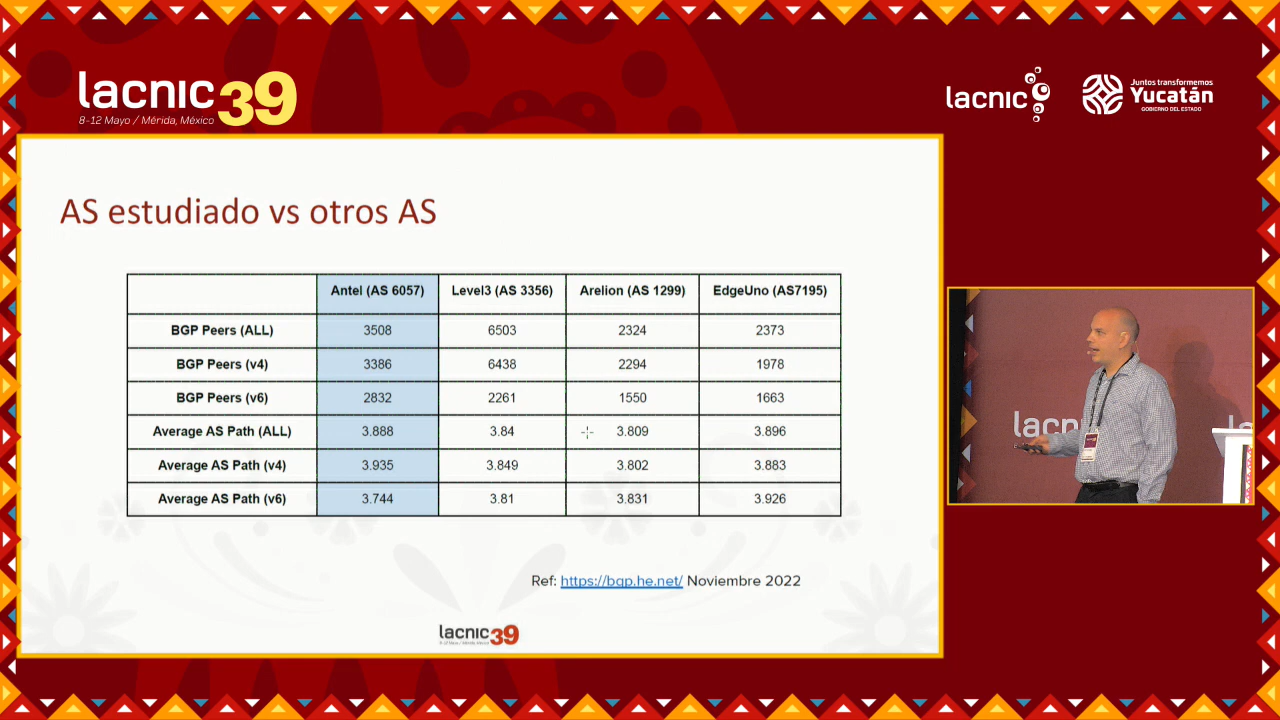 lacnic 39
8-12 Mayo / Mérida, México
lacnic
Juntos transformemos
Yucatán
GOBIERNO DEL ESTADO
AS estudiado vs otros AS
Antel (AS 6057) Level3 (AS 3356) Arelion (AS 1299) EdgeUno (AS7195)
BGP Peers (ALL) 3508 6503 2324 2373
BGP Peers (v4) 3386 6438 2294 1978
BGP Peers (v6) 2832 2261 1550 1663
Average AS Path (ALL) 3.888 3.84 3.809 3.896
Average AS Path (v4) 3.935 3.849 3.802 3.883
Average AS Path (v6) 3.744 3.81 3.831 3.926
Ref: https://bgp.he.net/ Noviembre 2022
lacnic 39
lacnic